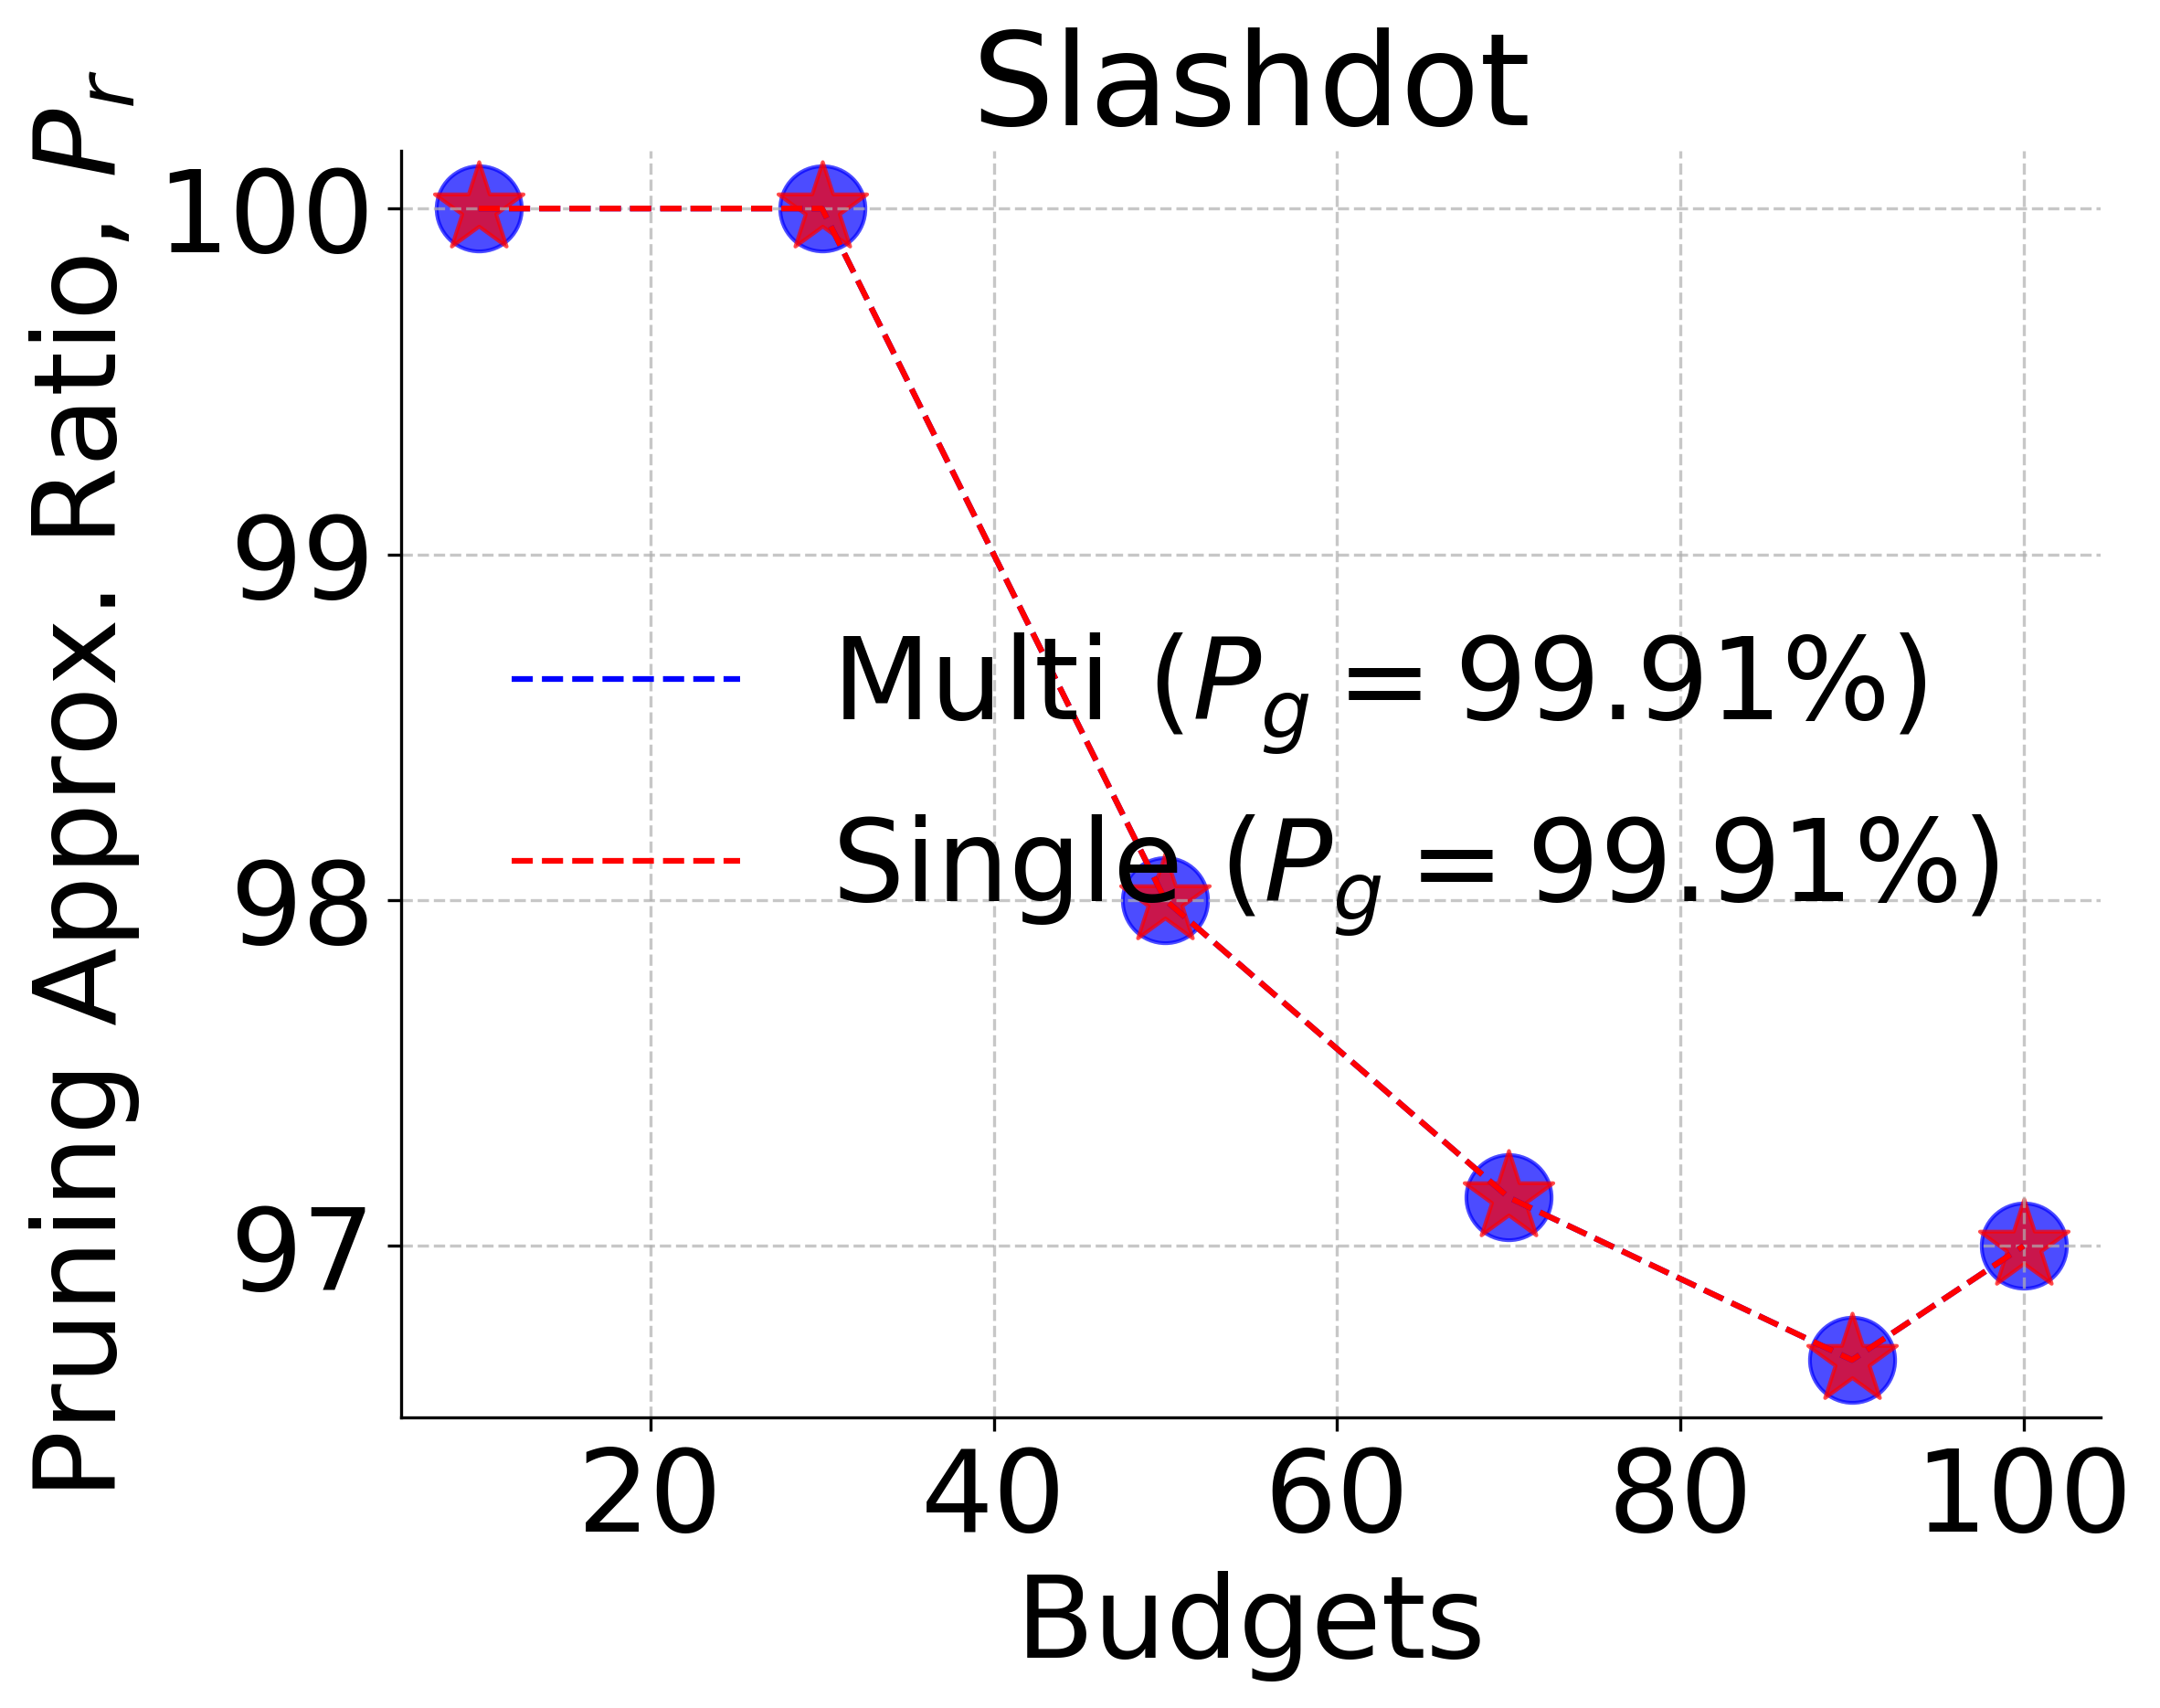 Slashdot
Pruning Approx. Ratio, P_r
100
99
98
97
Multi (P_g = 99.91%)
Single (P_g = 99.91%)
20 40 60 80 100
Budgets